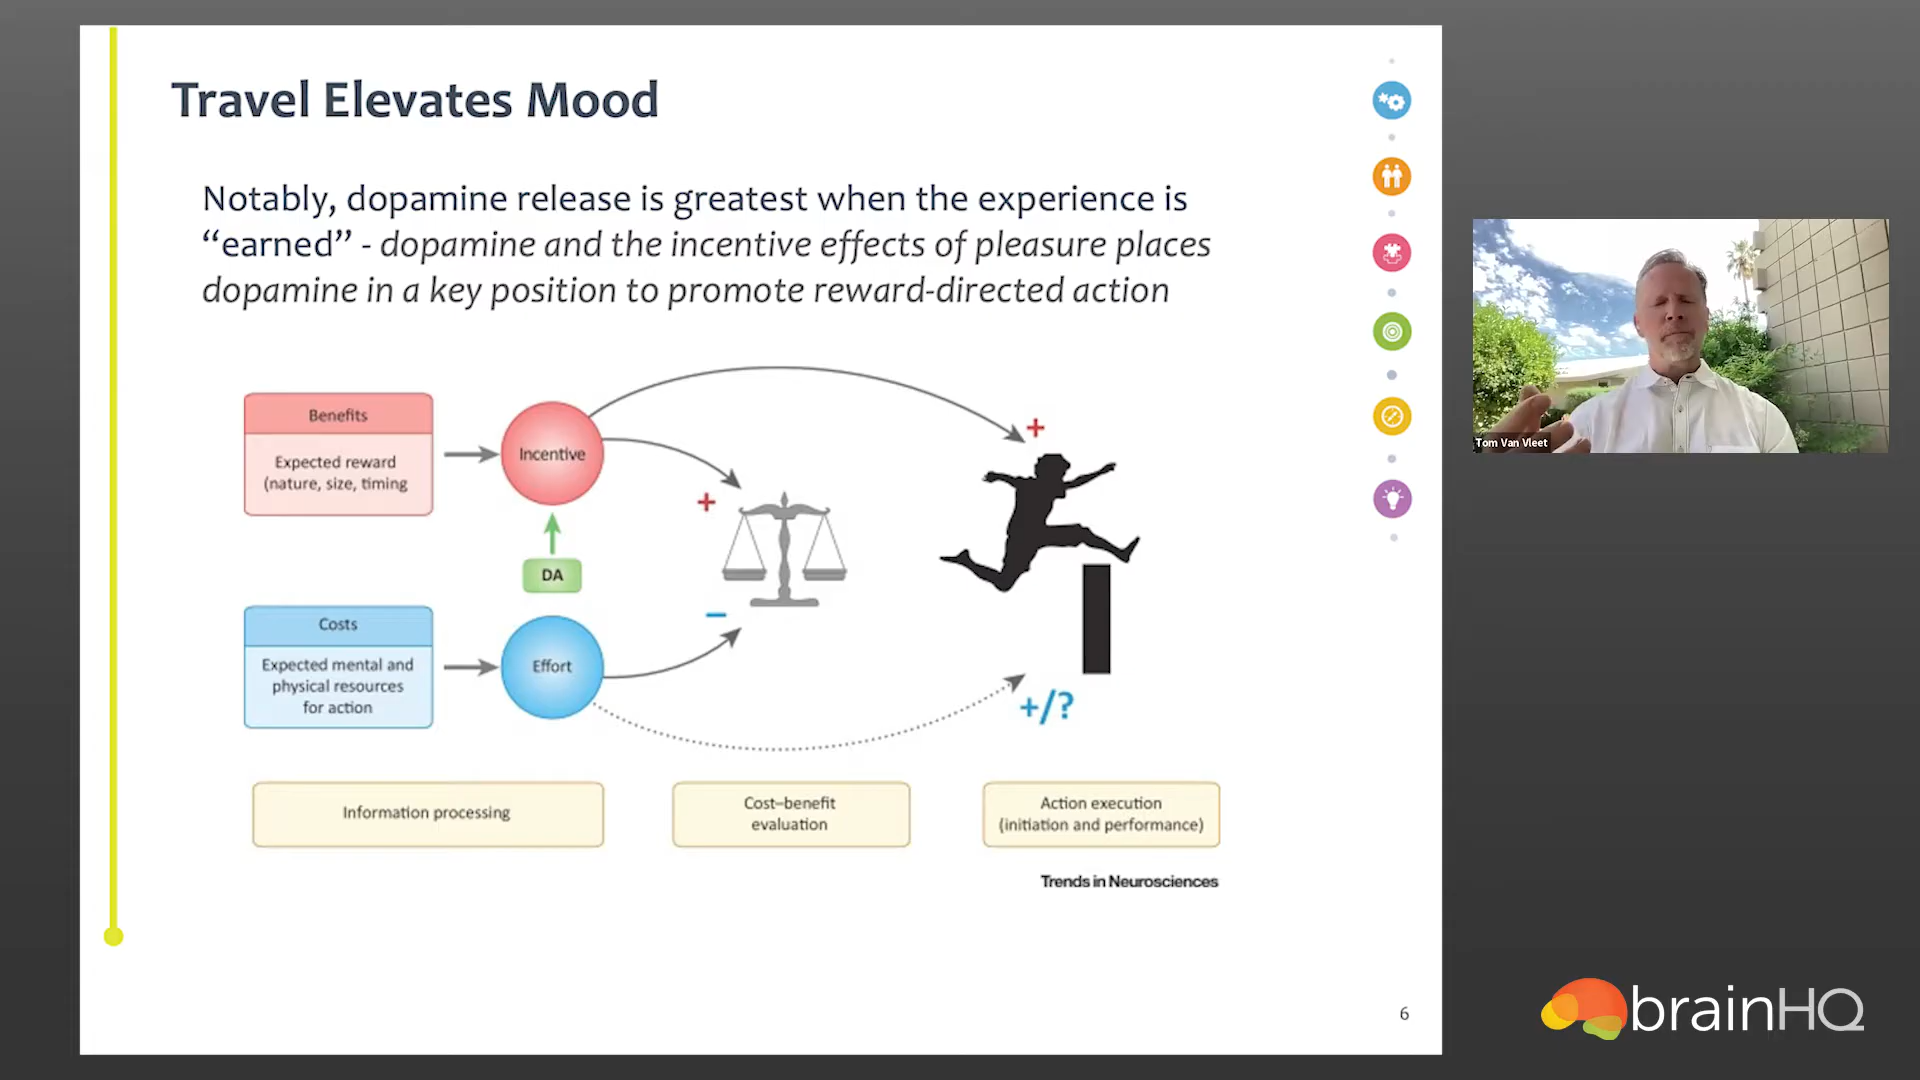 Travel Elevates Mood
Notably, dopamine release is greatest when the experience is
“earned” - dopamine and the incentive effects of pleasure places
dopamine in a key position to promote reward-directed action
Benefits
Expected reward
(nature, size, timing
Incentive
+
+
DA
Costs
Expected mental and
physical resources
for action
Effort
–
+/?
Information processing
Cost–benefit
evaluation
Action execution
(initiation and performance)
Trends in Neurosciences
6
Tom Van Vleet
brainHQ